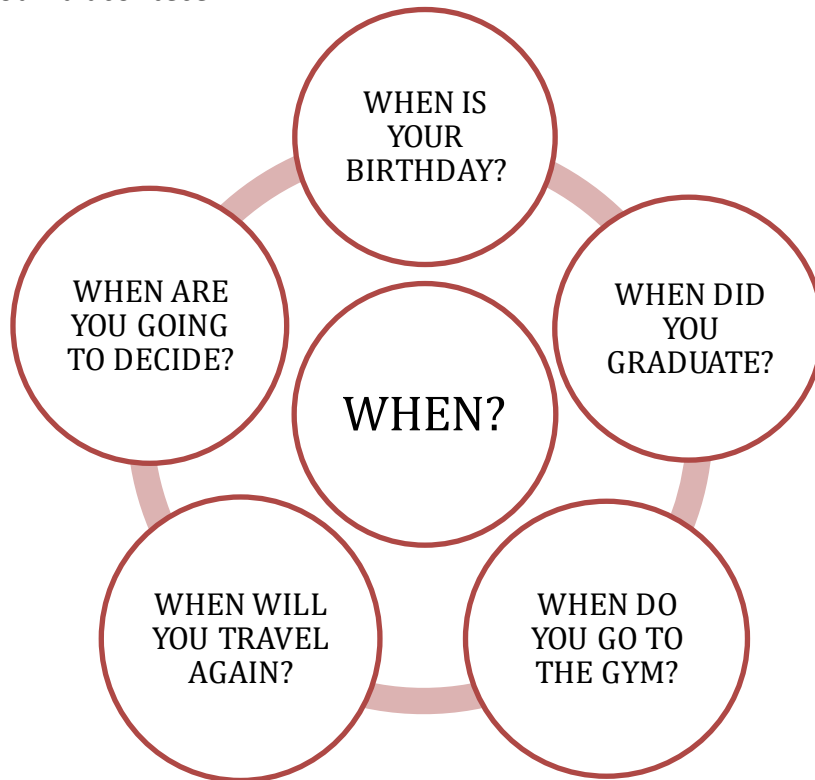 WHEN IS
YOUR
BIRTHDAY?
WHEN DID
YOU
GRADUATE?
WHEN DO
YOU GO TO
THE GYM?
WHEN WILL
YOU TRAVEL
AGAIN?
WHEN ARE
YOU GOING
TO DECIDE?
WHEN?